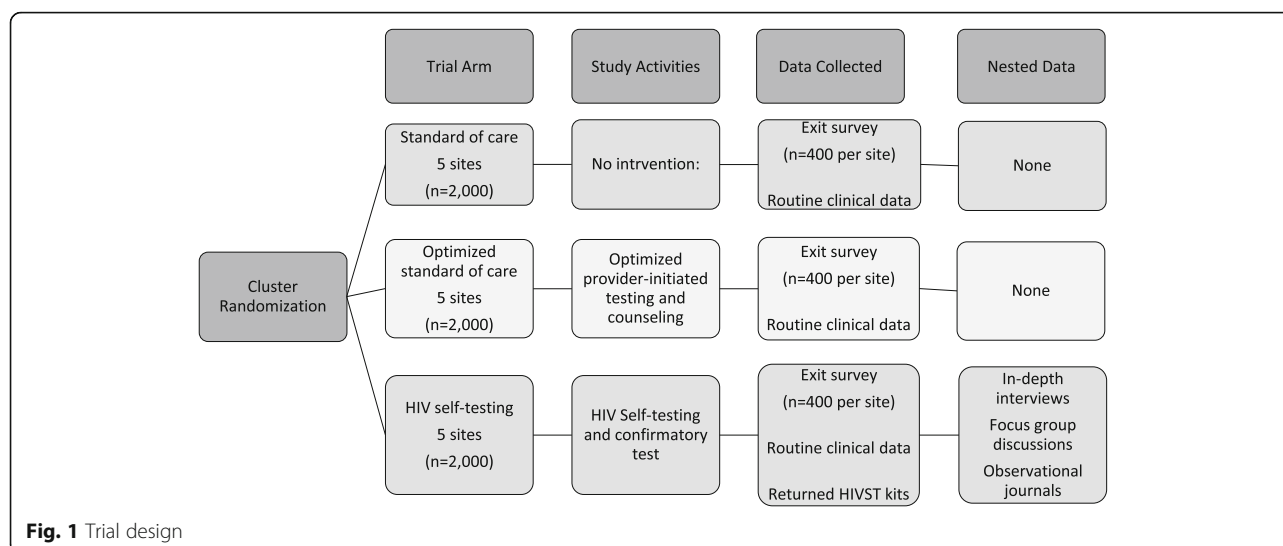 Trial Arm
Study Activities
Data Collected
Nested Data
Cluster
Randomization
Standard of care
5 sites
(n=2,000)
No intrvention:
Exit survey
(n=400 per site)
Routine clinical data
None
Optimized
standard of care
5 sites
(n=2,000)
Optimized
provider-initiated
testing and
counseling
Exit survey
(n=400 per site)
Routine clinical data
None
HIV self-testing
5 sites
(n=2,000)
HIV Self-testing
and confirmatory
test
Exit survey
(n=400 per site)
Routine clinical data
Returned HIVST kits
In-depth
interviews
Focus group
discussions
Observational
journals
Fig. 1 Trial design